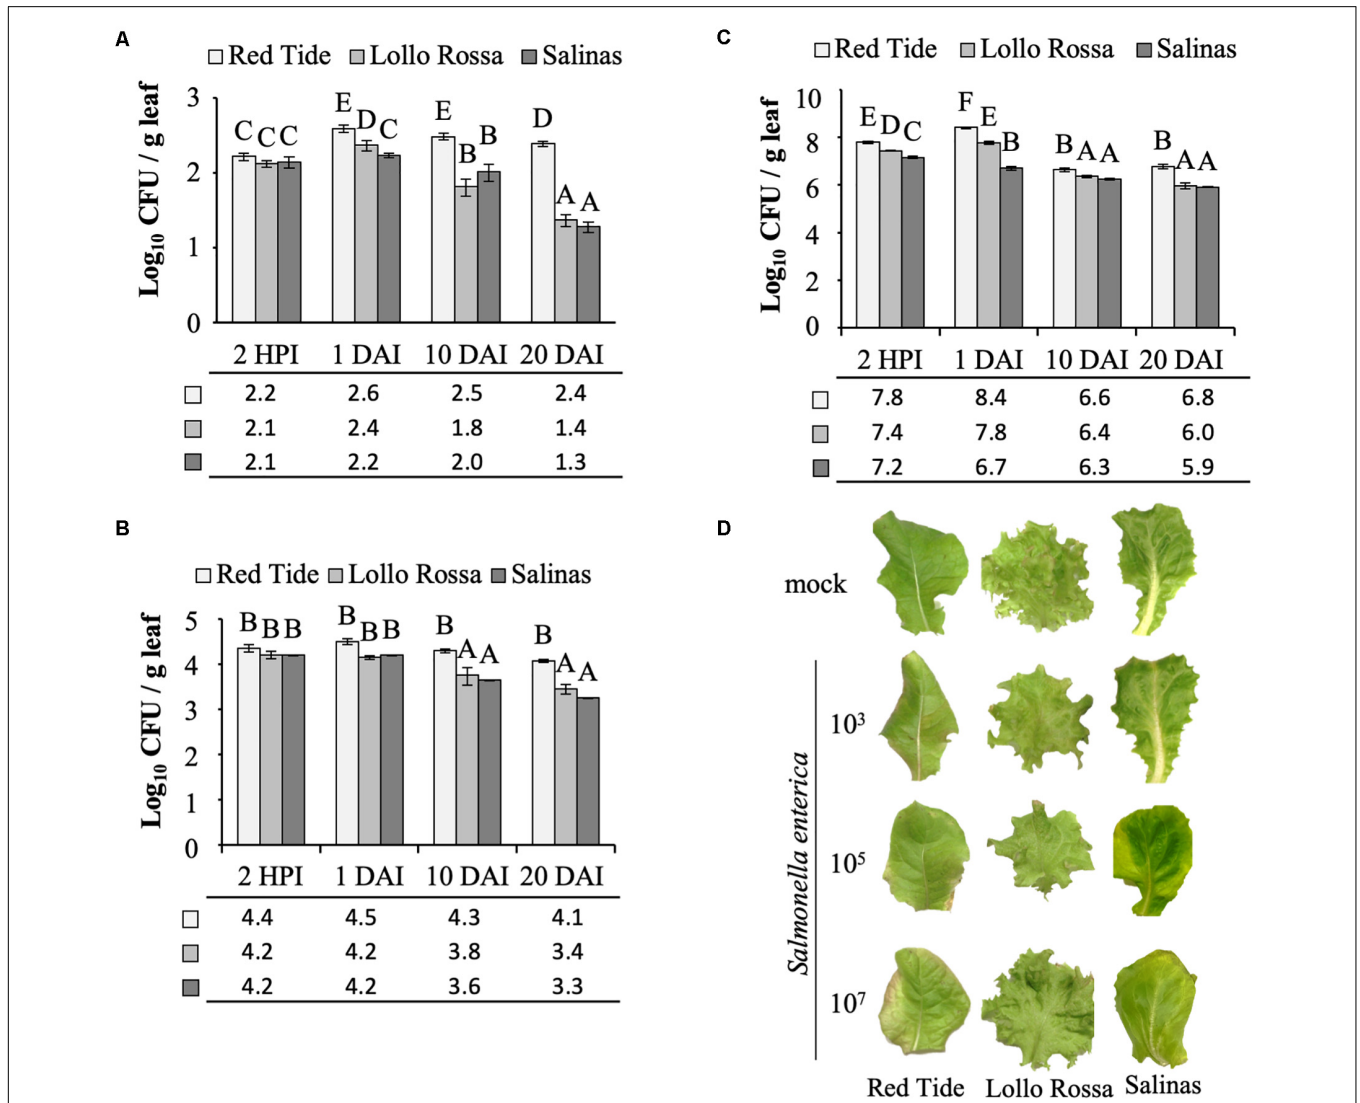 A
Red Tide Lollo Rossa Salinas
Log10 CFU / g leaf
3
2
1
0
C C C E D C E B B D A A
2 HPI 1 DAI 10 DAI 20 DAI
2.2 2.6 2.5 2.4
2.1 2.4 1.8 1.4
2.1 2.2 2.0 1.3
B
Red Tide Lollo Rossa Salinas
Log10 CFU / g leaf
5
4
3
2
1
0
B B B B B B B A A B A A
2 HPI 1 DAI 10 DAI 20 DAI
4.4 4.5 4.3 4.1
4.2 4.2 3.8 3.4
4.2 4.2 3.6 3.3
C
Red Tide Lollo Rossa Salinas
Log10 CFU / g leaf
10
8
6
4
2
0
E D C F E B B A A B A A
2 HPI 1 DAI 10 DAI 20 DAI
7.8 8.4 6.6 6.8
7.4 7.8 6.4 6.0
7.2 6.7 6.3 5.9
D
mock
Salmonella enterica
10³
10⁵
10⁷
Red Tide Lollo Rossa Salinas